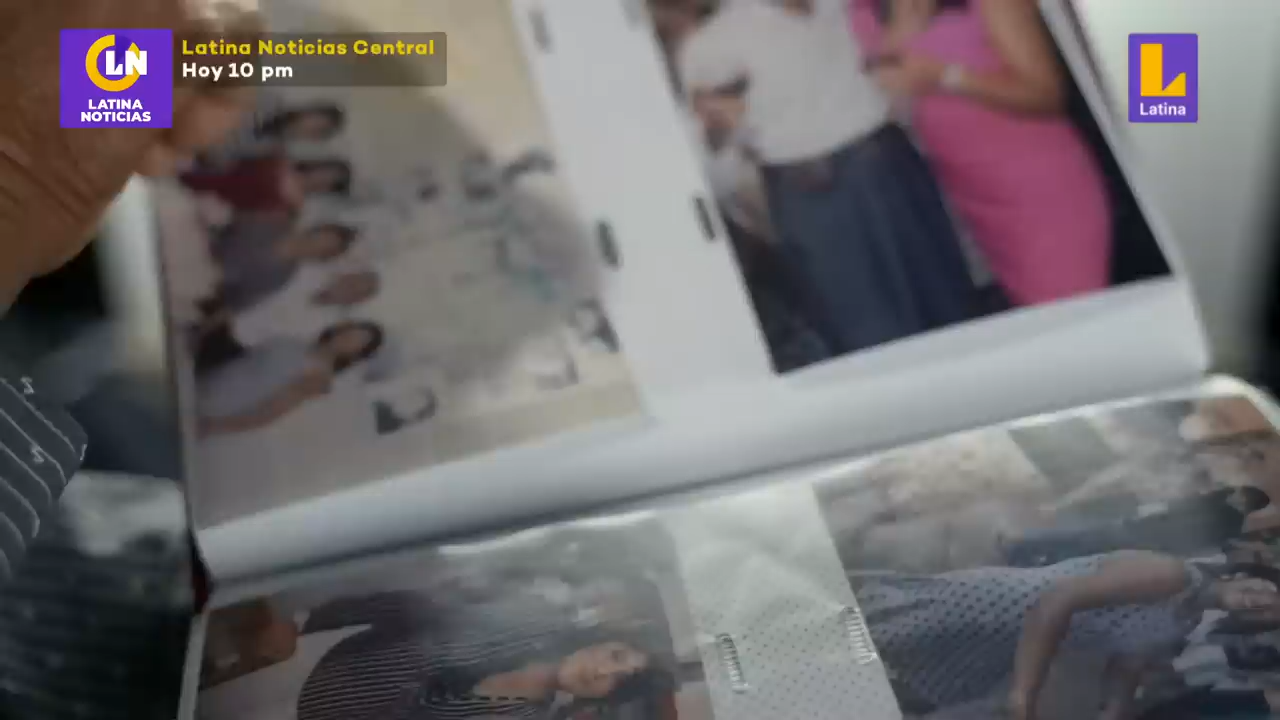 LN
LATINA
NOTICIAS
Latina Noticias Central
Hoy 10 pm
Latina